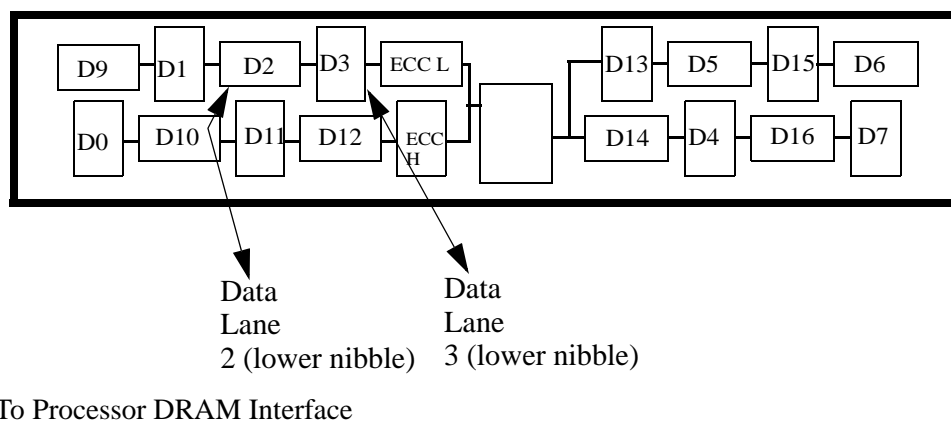 D9 D1 D2 D3 ECC L D13 D5 D15 D6
D0 D10 D11 D12 ECC H D14 D4 D16 D7
Data Lane 2 (lower nibble)
Data Lane 3 (lower nibble)
To Processor DRAM Interface